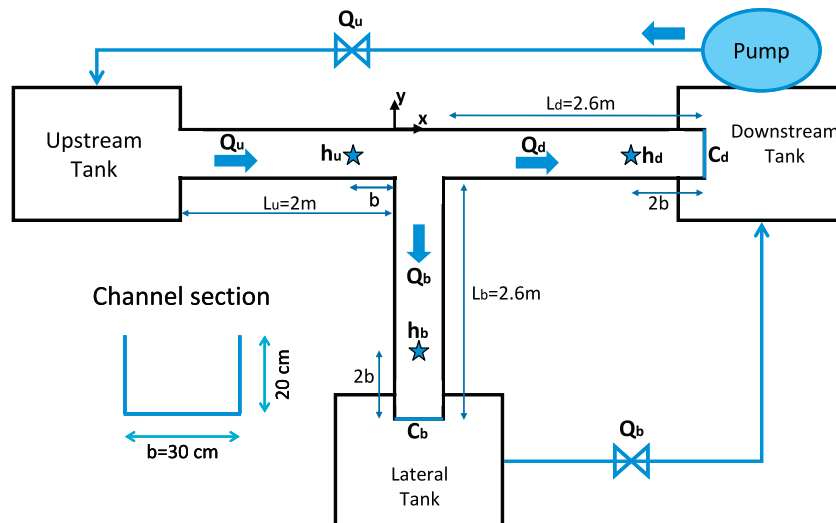 Qu
Pump
y
x
Ld=2.6m
Upstream
Tank
Qu
hu
Qd
hd
Cd
Downstream
Tank
b
2b
Lu=2m
Qb
Lb=2.6m
Channel section
hb
20 cm
2b
b=30 cm
Cb
Qb
Lateral
Tank